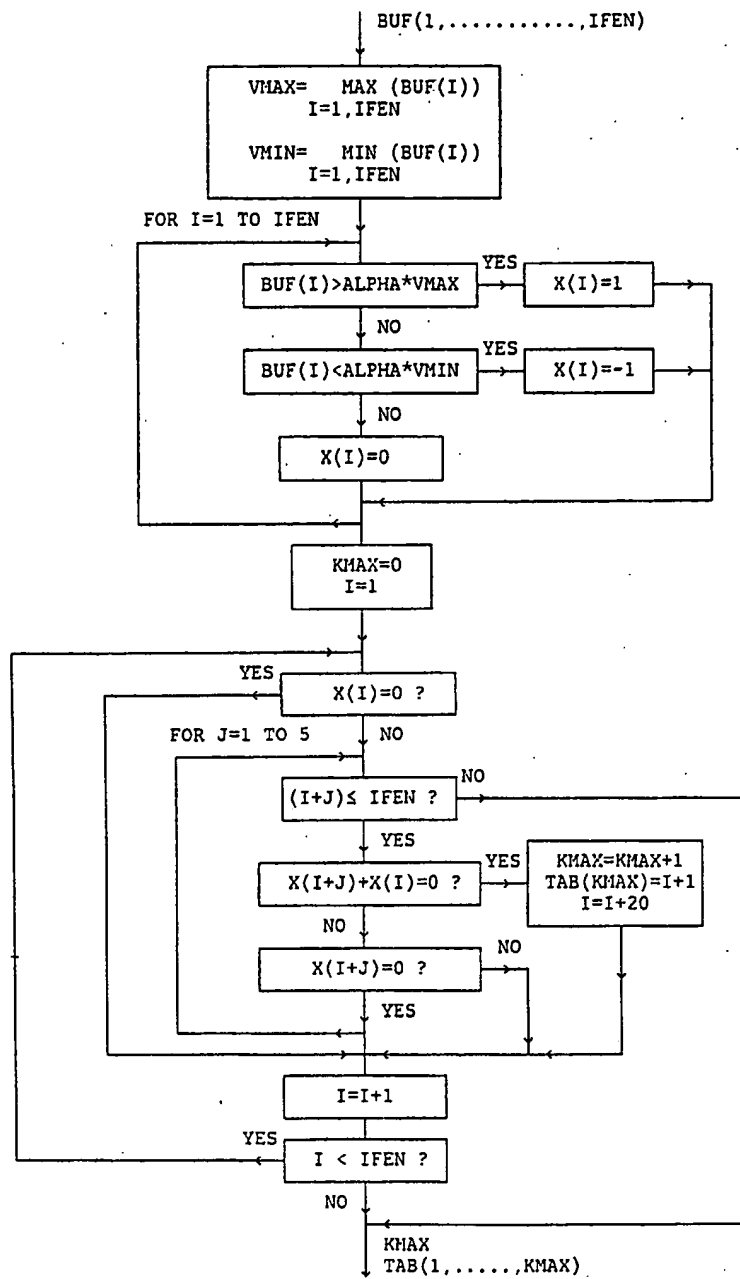 BUF(1,...........,IFEN)
VMAX= MAX (BUF(I))
I=1,IFEN
VMIN= MIN (BUF(I))
I=1,IFEN
FOR I=1 TO IFEN
BUF(I)>ALPHA*VMAX
YES
X(I)=1
NO
BUF(I)<ALPHA*VMIN
YES
X(I)=-1
NO
X(I)=0
KMAX=0
I=1
YES
X(I)=0 ?
NO
FOR J=1 TO 5
(I+J)≤ IFEN ?
NO
YES
X(I+J)+X(I)=0 ?
YES
KMAX=KMAX+1
TAB(KMAX)=I+1
I=I+20
NO
X(I+J)=0 ?
NO
YES
I=I+1
YES
I < IFEN ?
NO
KMAX
TAB(1,.....,KMAX)